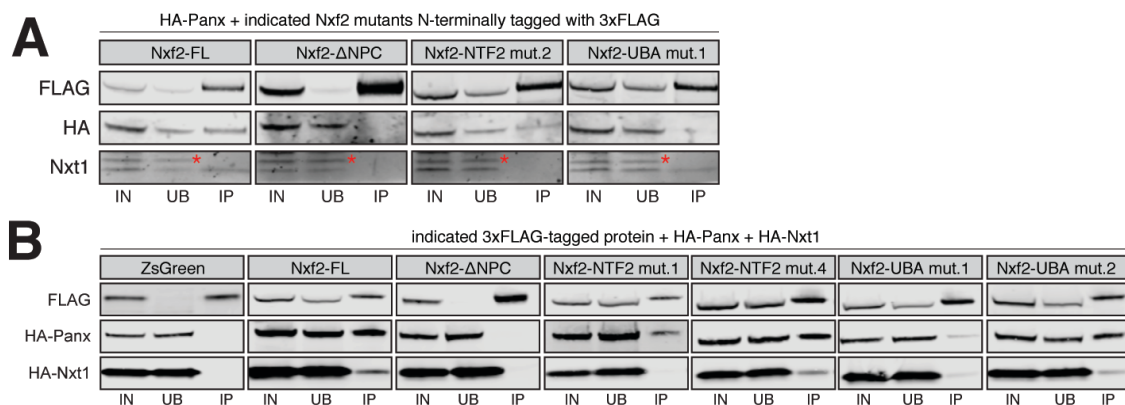 A
HA-Panx + indicated Nxf2 mutants N-terminally tagged with 3xFLAG
Nxf2-FL Nxf2-ΔNPC Nxf2-NTF2 mut.2 Nxf2-UBA mut.1
FLAG
HA
Nxt1 * * * *
IN UB IP IN UB IP IN UB IP IN UB IP
B
indicated 3xFLAG-tagged protein + HA-Panx + HA-Nxt1
ZsGreen Nxf2-FL Nxf2-ΔNPC Nxf2-NTF2 mut.1 Nxf2-NTF2 mut.4 Nxf2-UBA mut.1 Nxf2-UBA mut.2
FLAG
HA-Panx
HA-Nxt1
IN UB IP IN UB IP IN UB IP IN UB IP IN UB IP IN UB IP IN UB IP